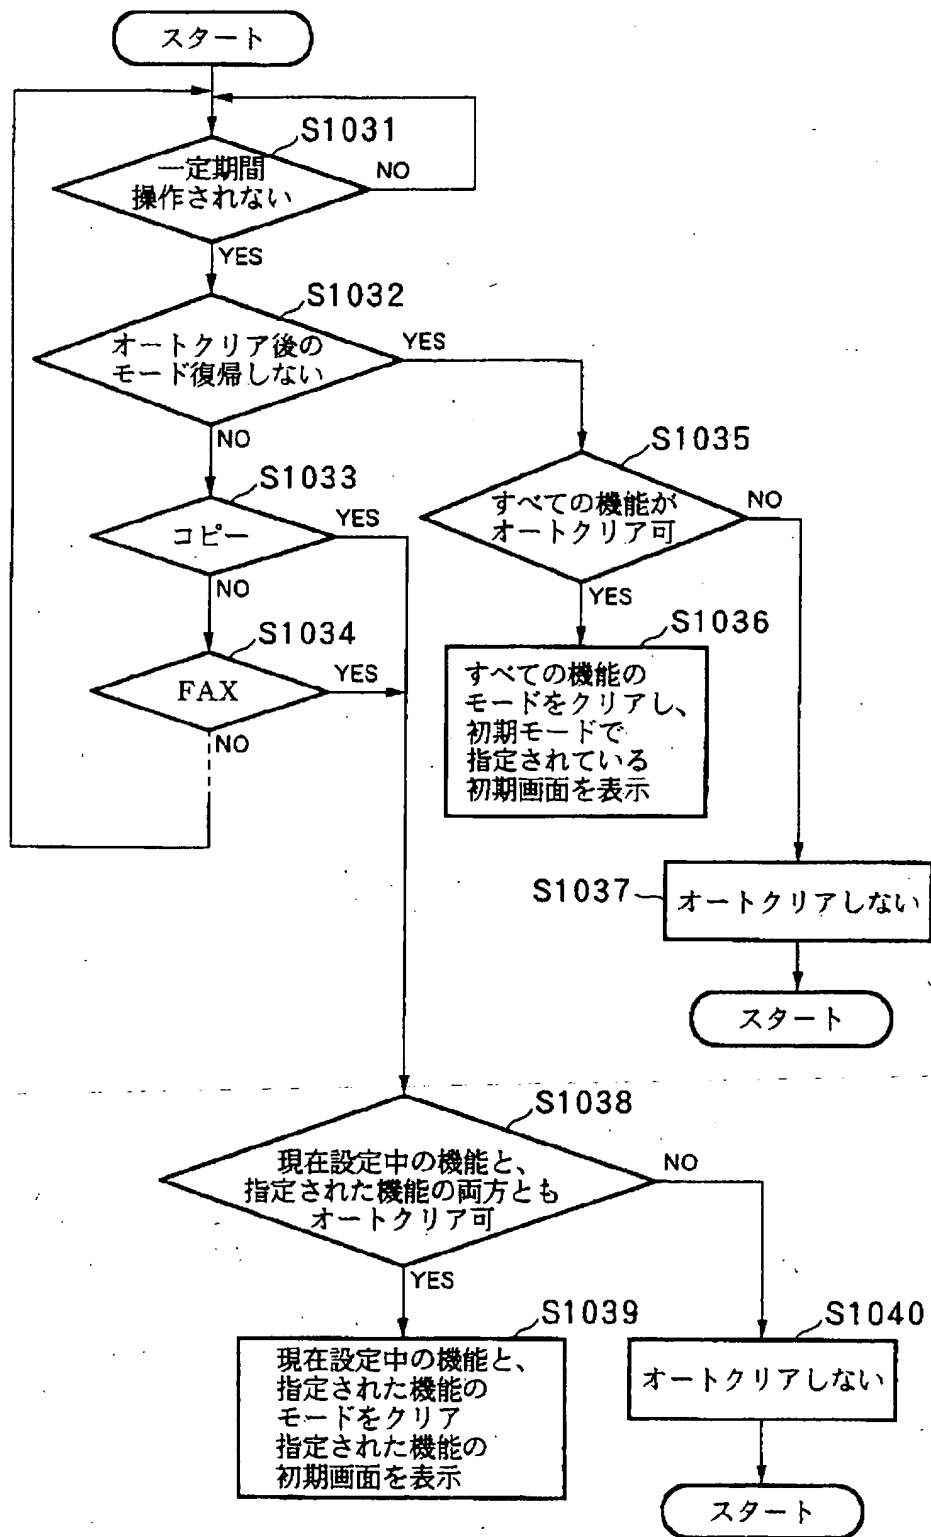 スタート
S1031
一定期間
操作されない
NO
YES
S1032
オートクリア後の
モード復帰しない
YES
NO
S1033
コピー
YES
NO
S1034
FAX
YES
NO
S1035
すべての機能が
オートクリア可
NO
YES
S1036
すべての機能の
モードをクリアし、
初期モードで
指定されている
初期画面を表示
S1037
オートクリアしない
スタート
S1038
現在設定中の機能と、
指定された機能の両方とも
オートクリア可
NO
YES
S1039
現在設定中の機能と、
指定された機能の
モードをクリア
指定された機能の
初期画面を表示
S1040
オートクリアしない
スタート